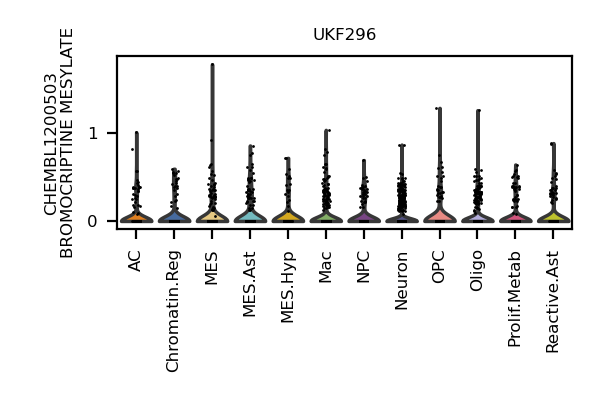 UKF296
CHEMBL1200503
BROMOCRIPTINE MESYLATE
1
0
AC
Chromatin.Reg
MES
MES.Ast
MES.Hyp
Mac
NPC
Neuron
OPC
Oligo
Prolif.Metab
Reactive.Ast